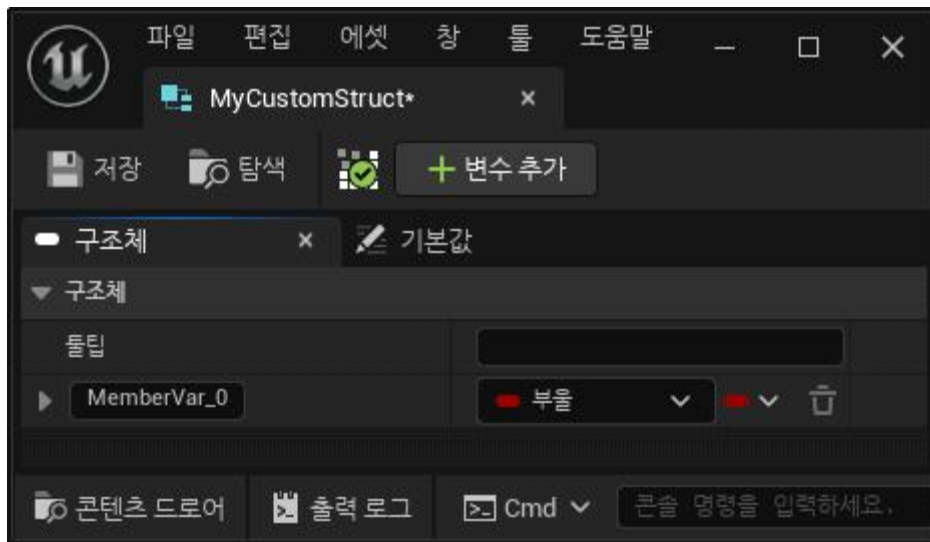 파일 편집 에셋 창 툴 도움말
MyCustomStruct*
저장 탐색 변수 추가
구조체 기본값
구조체
툴팁
MemberVar_0 부울
콘텐츠 드로어 출력 로그 Cmd 콘솔 명령을 입력하세요.